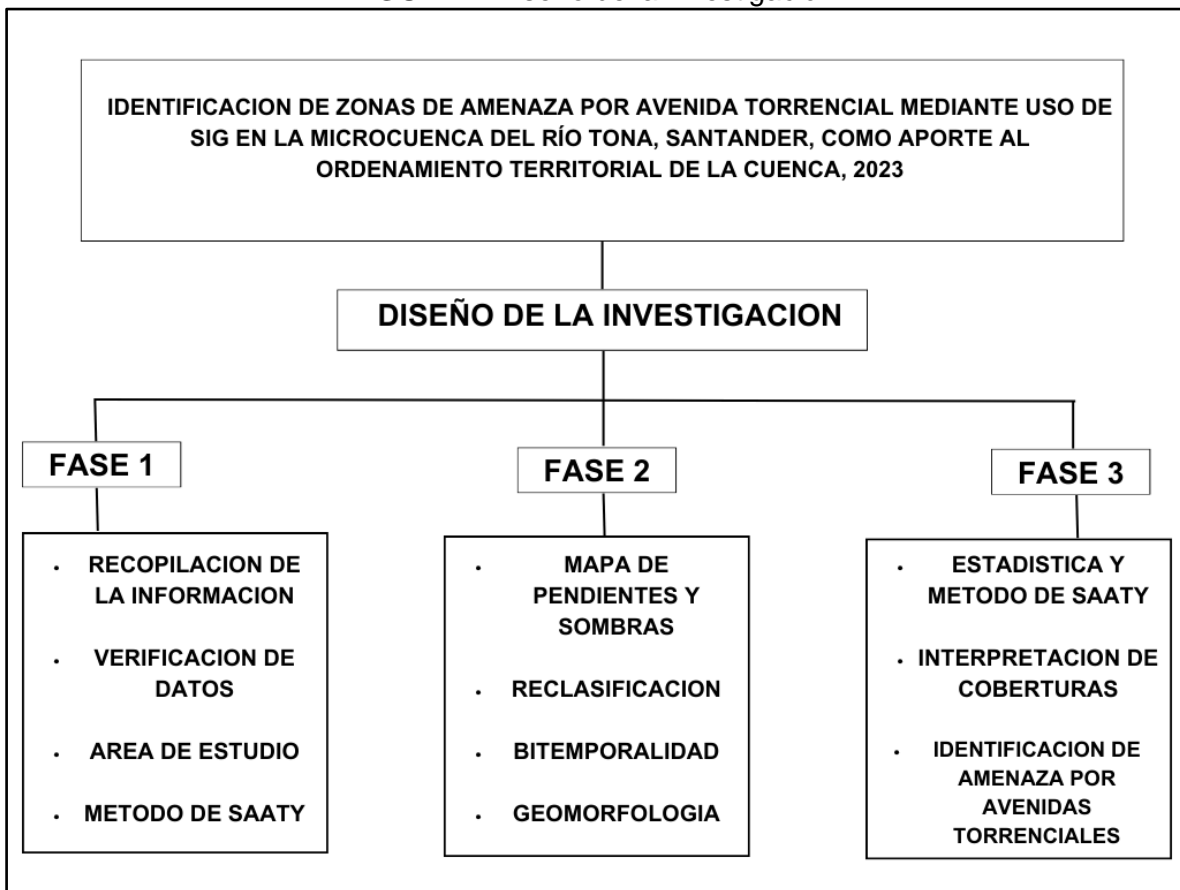 IDENTIFICACION DE ZONAS DE AMENAZA POR AVENIDA TORRENCIAL MEDIANTE USO DE
SIG EN LA MICROCUENCA DEL RÍO TONA, SANTANDER, COMO APORTE AL
ORDENAMIENTO TERRITORIAL DE LA CUENCA, 2023
DISEÑO DE LA INVESTIGACION
FASE 1
• RECOPILACION DE
LA INFORMACION
• VERIFICACION DE
DATOS
• AREA DE ESTUDIO
• METODO DE SAATY
FASE 2
• MAPA DE
PENDIENTES Y
SOMBRAS
• RECLASIFICACION
• BITEMPORALIDAD
• GEOMORFOLOGIA
FASE 3
• ESTADISTICA Y
METODO DE SAATY
• INTERPRETACION DE
COBERTURAS
• IDENTIFICACION DE
AMENAZA POR
AVENIDAS
TORRENCIALES